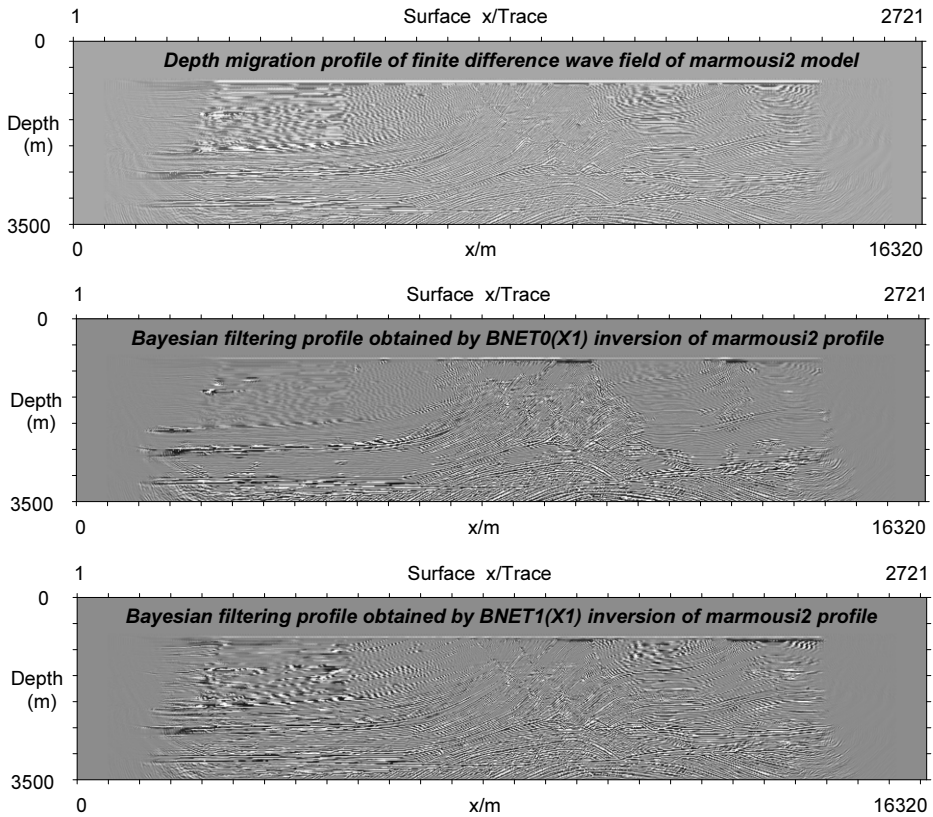 1 Surface x/Trace 2721
0
Depth migration profile of finite difference wave field of marmousi2 model
Depth
(m)
3500
0 x/m 16320
1 Surface x/Trace 2721
0
Bayesian filtering profile obtained by BNET0(X1) inversion of marmousi2 profile
Depth
(m)
3500
0 x/m 16320
1 Surface x/Trace 2721
0
Bayesian filtering profile obtained by BNET1(X1) inversion of marmousi2 profile
Depth
(m)
3500
0 x/m 16320